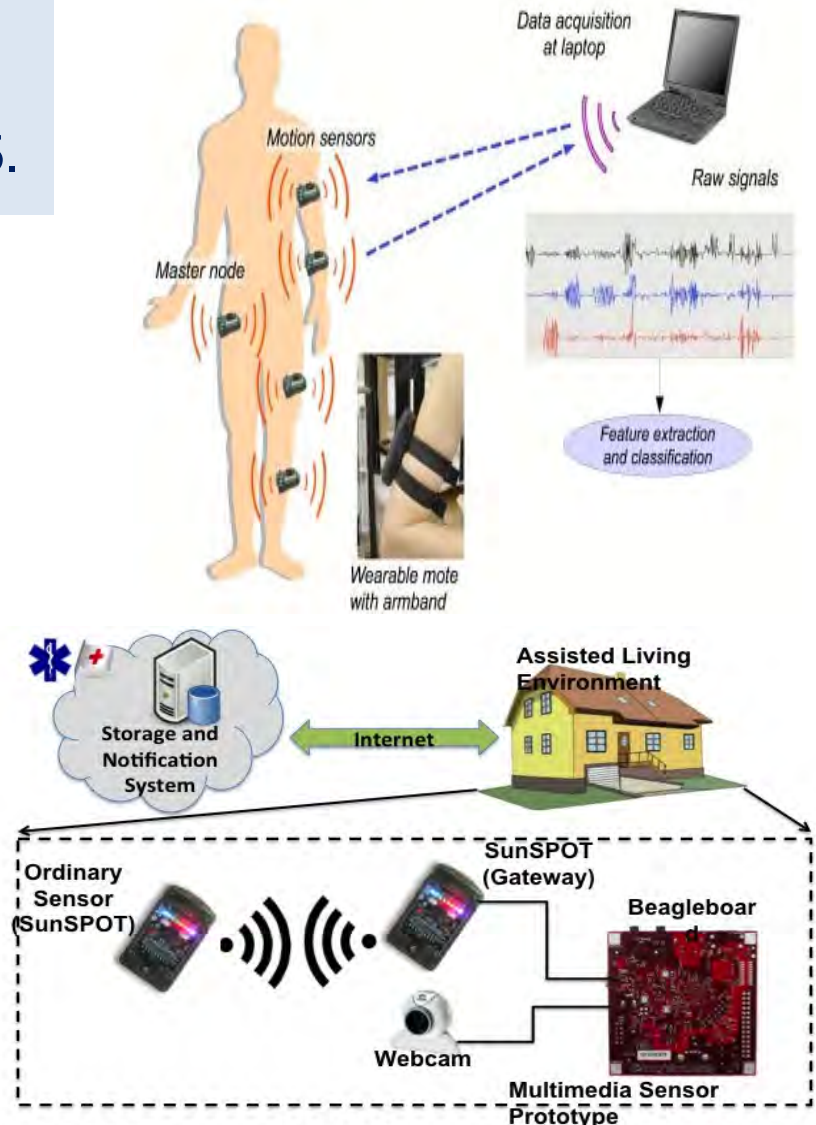 5.
Data acquisition
at laptop
Motion sensors
Raw signals
Master node
Feature extraction
and classification
Wearable mote
with armband
Assisted Living
Environment
Storage and
Notification
System
Internet
SunSPOT
(Gateway)
Ordinary
Sensor
(SunSPOT)
Beagleboar
d
Webcam
Multimedia Sensor
Prototype